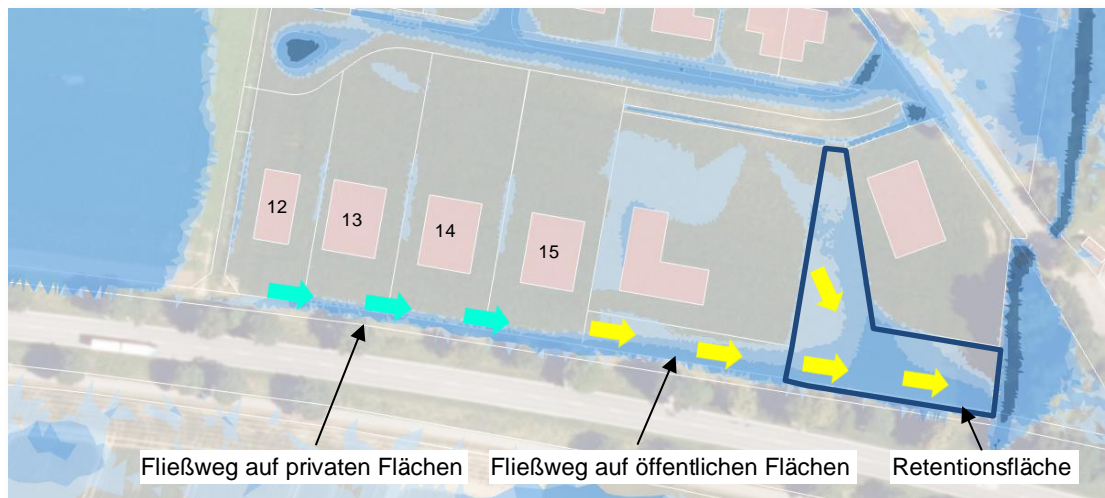 12
13
14
15
Fließweg auf privaten Flächen
Fließweg auf öffentlichen Flächen
Retentionsfläche